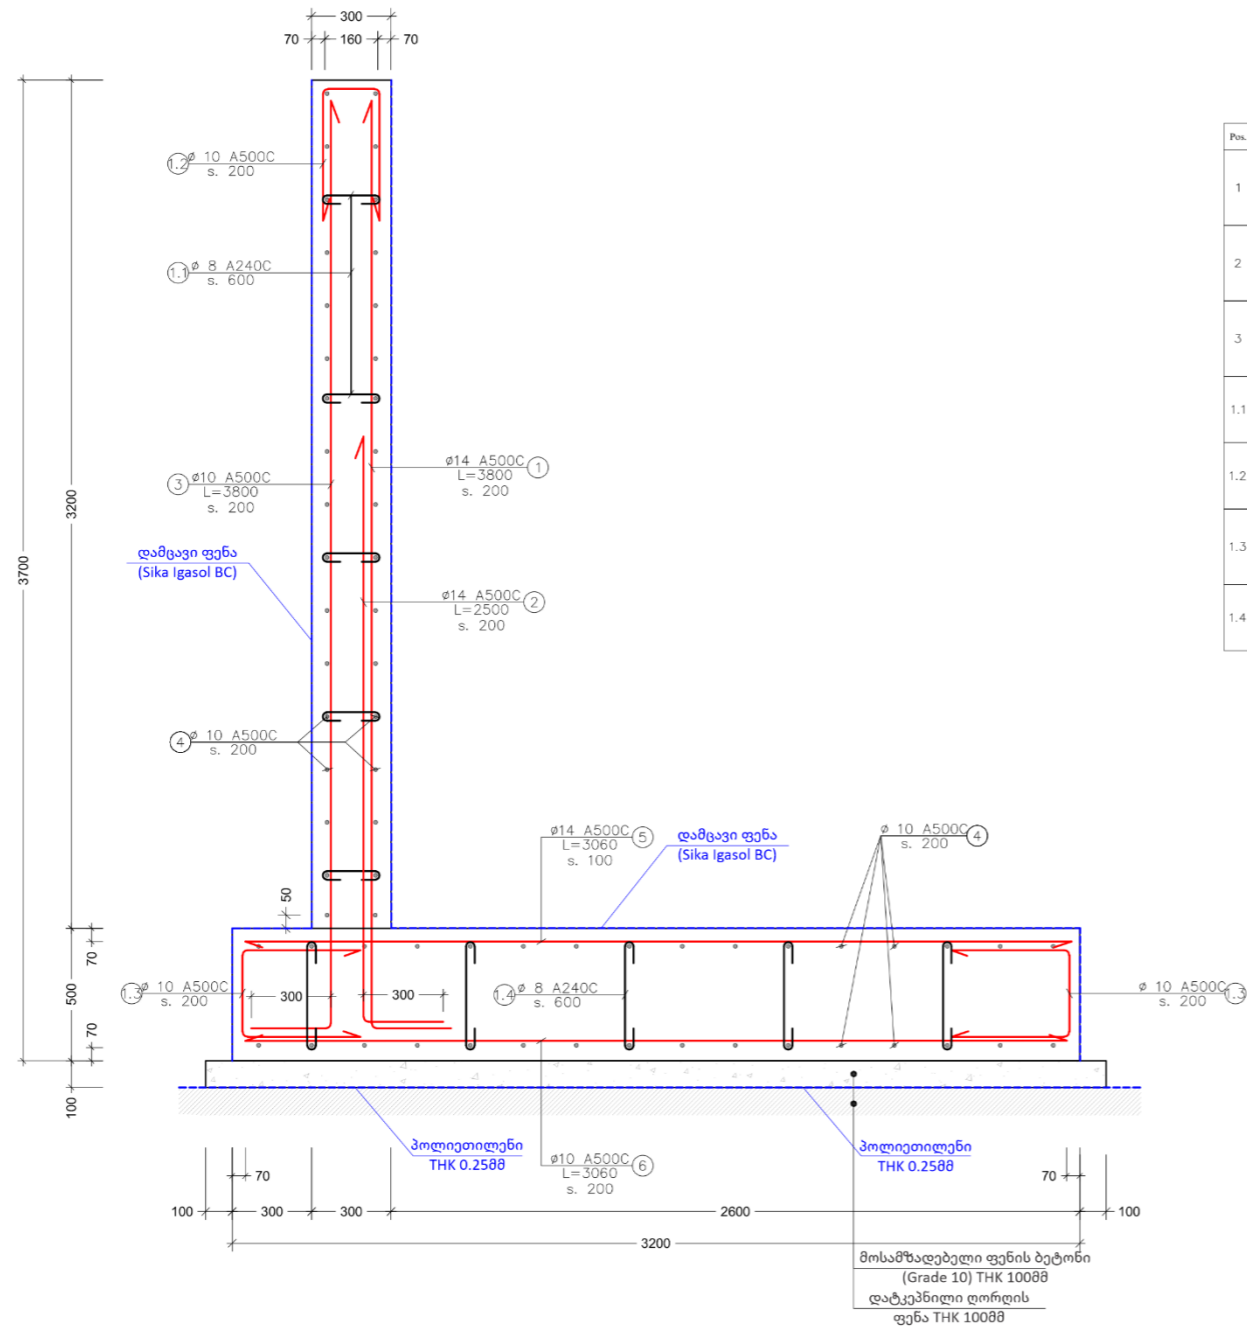 300
70
160
70
Pos.
1
2
3
1.1
1.2
1.3
1.4
1.2
ø 10 A500C
s. 200
1.1
ø 8 A240C
s. 600
ø14 A500C
L=3800
s. 200
1
3
ø10 A500C
L=3800
s. 200
3200
3700
დამცავი ფენა
(Sika Igasol BC)
ø14 A500C
L=2500
s. 200
2
4
ø 10 A500C
s. 200
ø14 A500C
L=3060
s. 100
5
დამცავი ფენა
(Sika Igasol BC)
ø 10 A500C
s. 200
4
50
70
500
70
100
1.3
ø 10 A500C
s. 200
300
300
1.4
ø 8 A240C
s. 600
ø 10 A500C
s. 200
1.3
პოლიეთილენი
THK 0.25მმ
ø10 A500C
L=3060
s. 200
6
პოლიეთილენი
THK 0.25მმ
70
70
100
300
300
2600
100
3200
მოსამზადებელი ფენის ბეტონი
(Grade 10) THK 100მმ
დატკეპნილი ღორღის
ფენა THK 100მმ